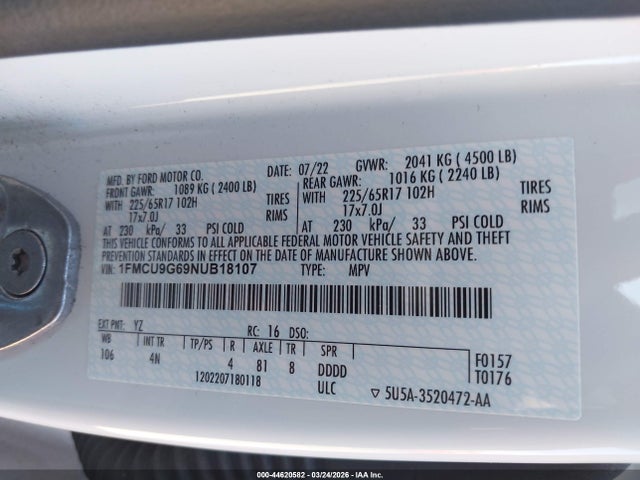 MFD. BY FORD MOTOR CO. DATE: 07/22 GVWR: 2041 KG ( 4500 LB)
FRONT GAWR: 1089 KG ( 2400 LB) REAR GAWR: 1016 KG ( 2240 LB)
WITH 225/65R17 102H TIRES WITH 225/65R17 102H TIRES
17x7.0J RIMS 17x7.0J RIMS
AT 230 kPa/ 33 PSI COLD AT 230 kPa/ 33 PSI COLD
THIS VEHICLE CONFORMS TO ALL APPLICABLE FEDERAL MOTOR VEHICLE SAFETY AND THEFT
PREVENTION STANDARDS IN EFFECT ON THE DATE OF MANUFACTURE SHOWN ABOVE.
VIN: 1FMCU9G69NUB18107 TYPE: MPV
EXT PNT: YZ RC: 16 DSO:
WB INT TR TP/PS R AXLE TR SPR F0157
106 4N 4 81 8 DDDD T0176
1202207180118 ULC ▽ 5U5A-3520472-AA
000-44620582 - 03/24/2026 - IAA Inc.